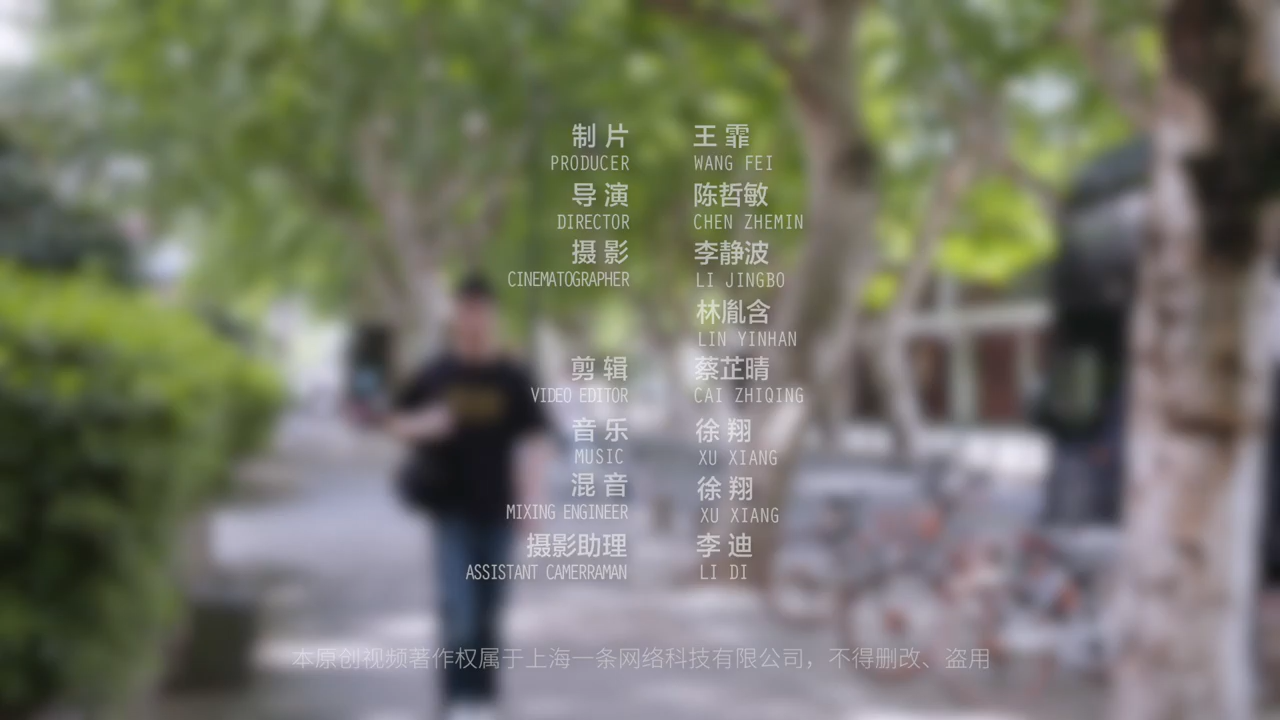 制片 王霏
PRODUCER WANG FEI
导演 陈哲敏
DIRECTOR CHEN ZHEMIN
摄影 李静波
CINEMATOGRAPHER LI JINGBO
林胤含
LIN YINHAN
剪辑 蔡芷晴
VIDEO EDITOR CAI ZHIQING
音乐 徐翔
MUSIC XU XIANG
混音 徐翔
MIXING ENGINEER XU XIANG
摄影助理 李迪
ASSISTANT CAMERRAMAN LI DI
本原创视频著作权属于上海一条网络科技有限公司，不得删改、盗用